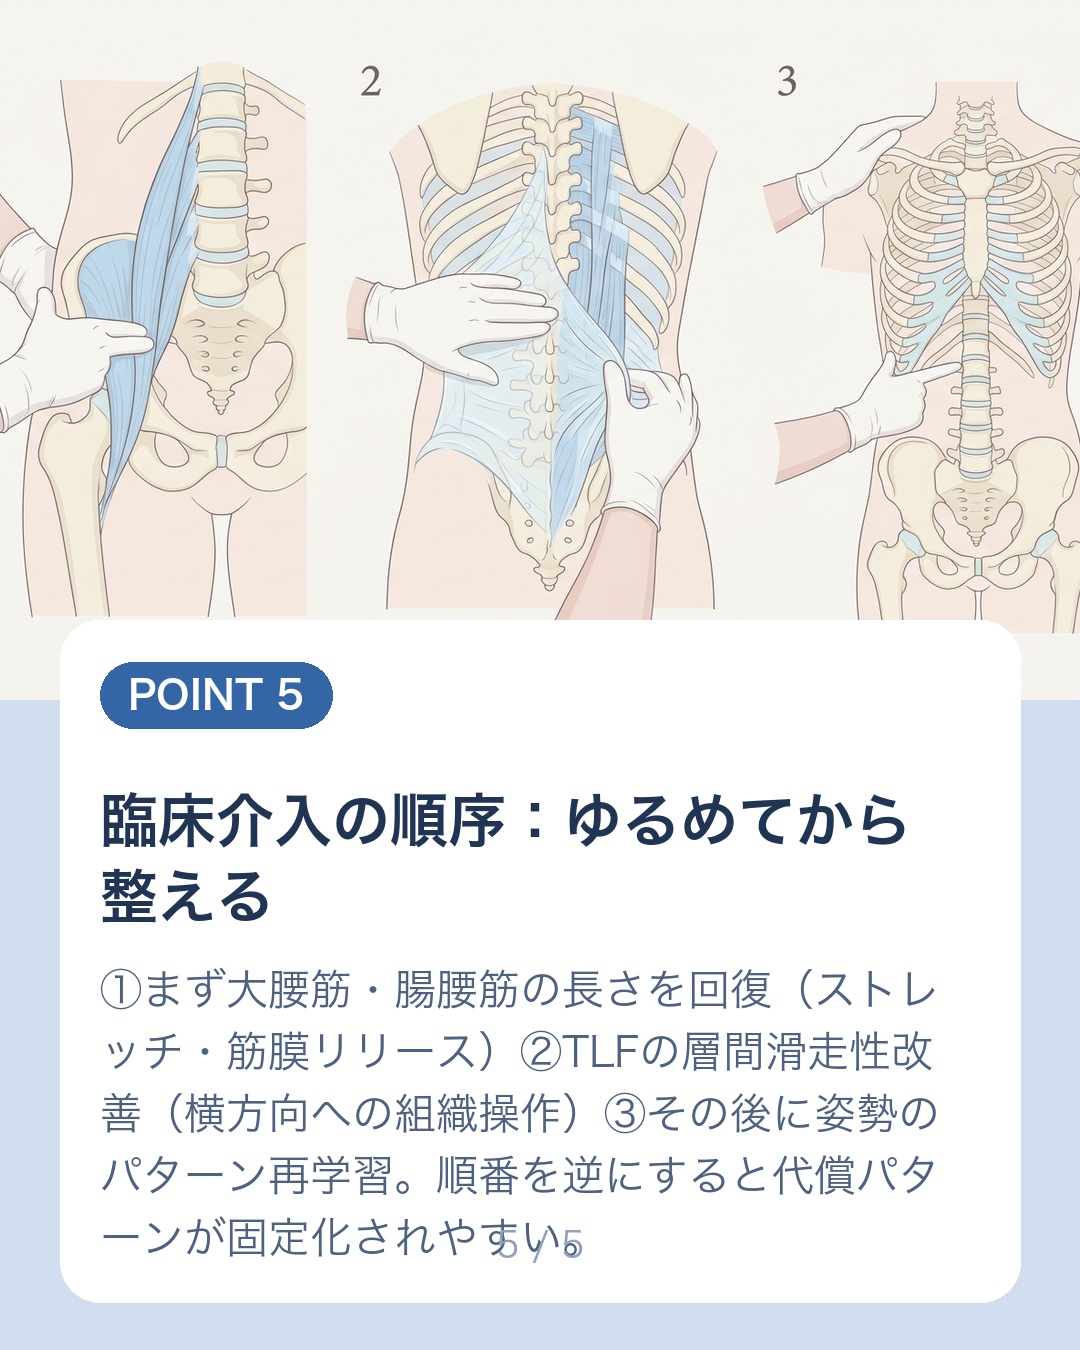 2
3
POINT 5
臨床介入の順序：ゆるめてから
整える
①まず大腰筋・腸腰筋の長さを回復（ストレ
ッチ・筋膜リリース）②TLFの層間滑走性改
善（横方向への組織操作）③その後に姿勢の
パターン再学習。順番を逆にすると代償パタ
ーンが固定化されやすい。
5 / 5